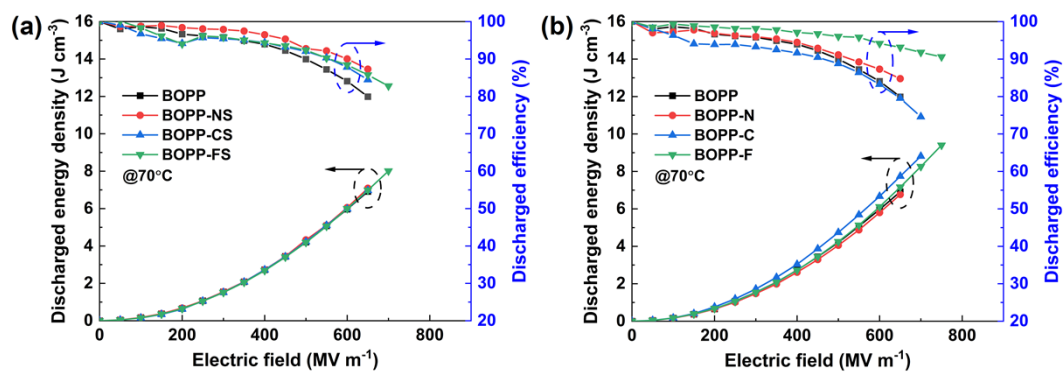 (a)
Discharged energy density (J cm⁻³)
16
14
12
10
8
6
4
2
0
BOPP
BOPP-NS
BOPP-CS
BOPP-FS
@70°C
100
90
80
70
60
50
40
30
20
Discharged efficiency (%)
0
200
400
600
800
Electric field (MV m⁻¹)
(b)
Discharged energy density (J cm⁻³)
16
14
12
10
8
6
4
2
0
BOPP
BOPP-N
BOPP-C
BOPP-F
@70°C
100
90
80
70
60
50
40
30
20
Discharged efficiency (%)
0
200
400
600
800
Electric field (MV m⁻¹)